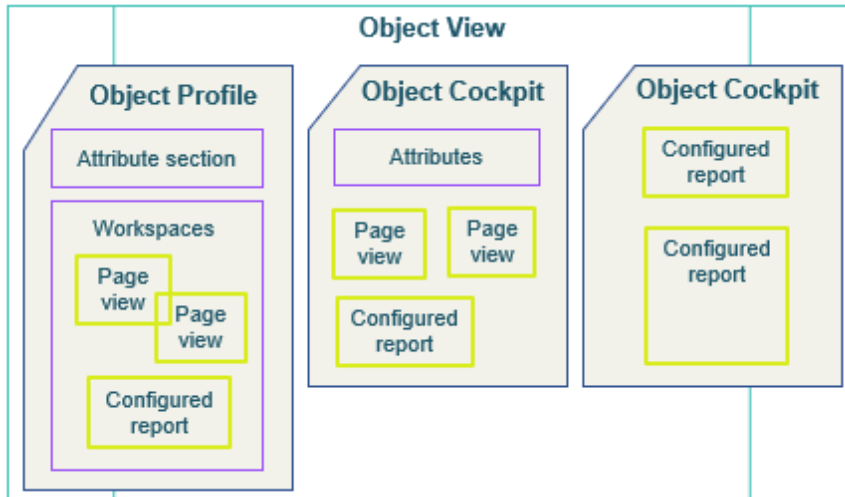 Object View
Object Profile
Attribute section
Workspaces
Page
view
Page
view
Configured
report
Object Cockpit
Attributes
Page
view
Page
view
Configured
report
Object Cockpit
Configured
report
Configured
report